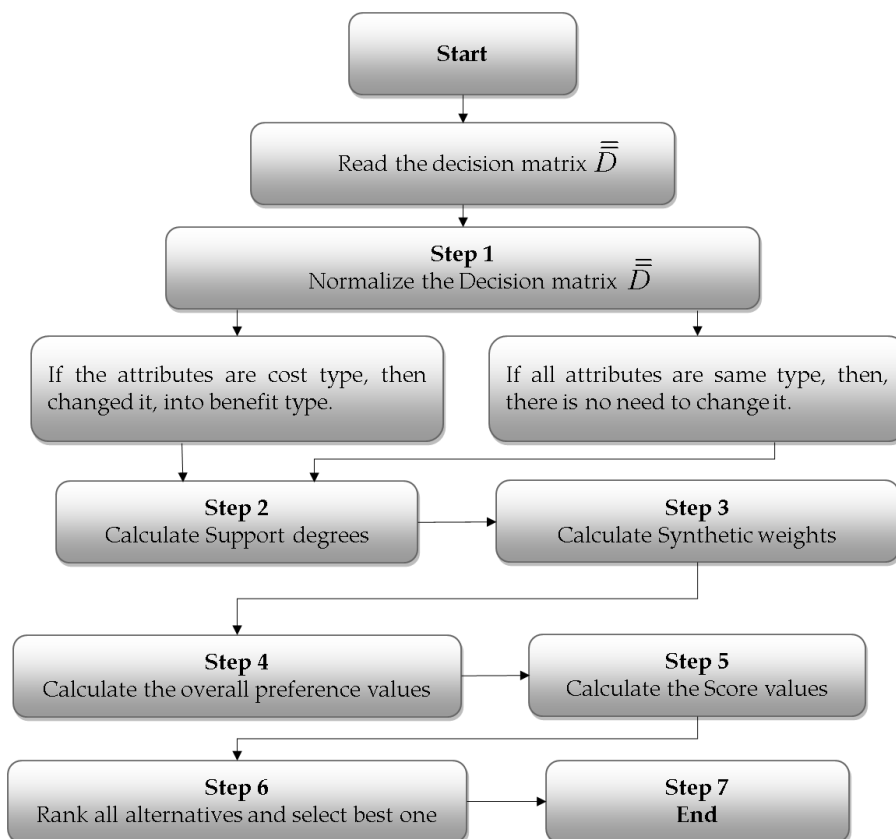 Start
Read the decision matrix D̿
Step 1
Normalize the Decision matrix D̿
If the attributes are cost type, then
changed it, into benefit type.
If all attributes are same type, then,
there is no need to change it.
Step 2
Calculate Support degrees
Step 3
Calculate Synthetic weights
Step 4
Calculate the overall preference values
Step 5
Calculate the Score values
Step 6
Rank all alternatives and select best one
Step 7
End